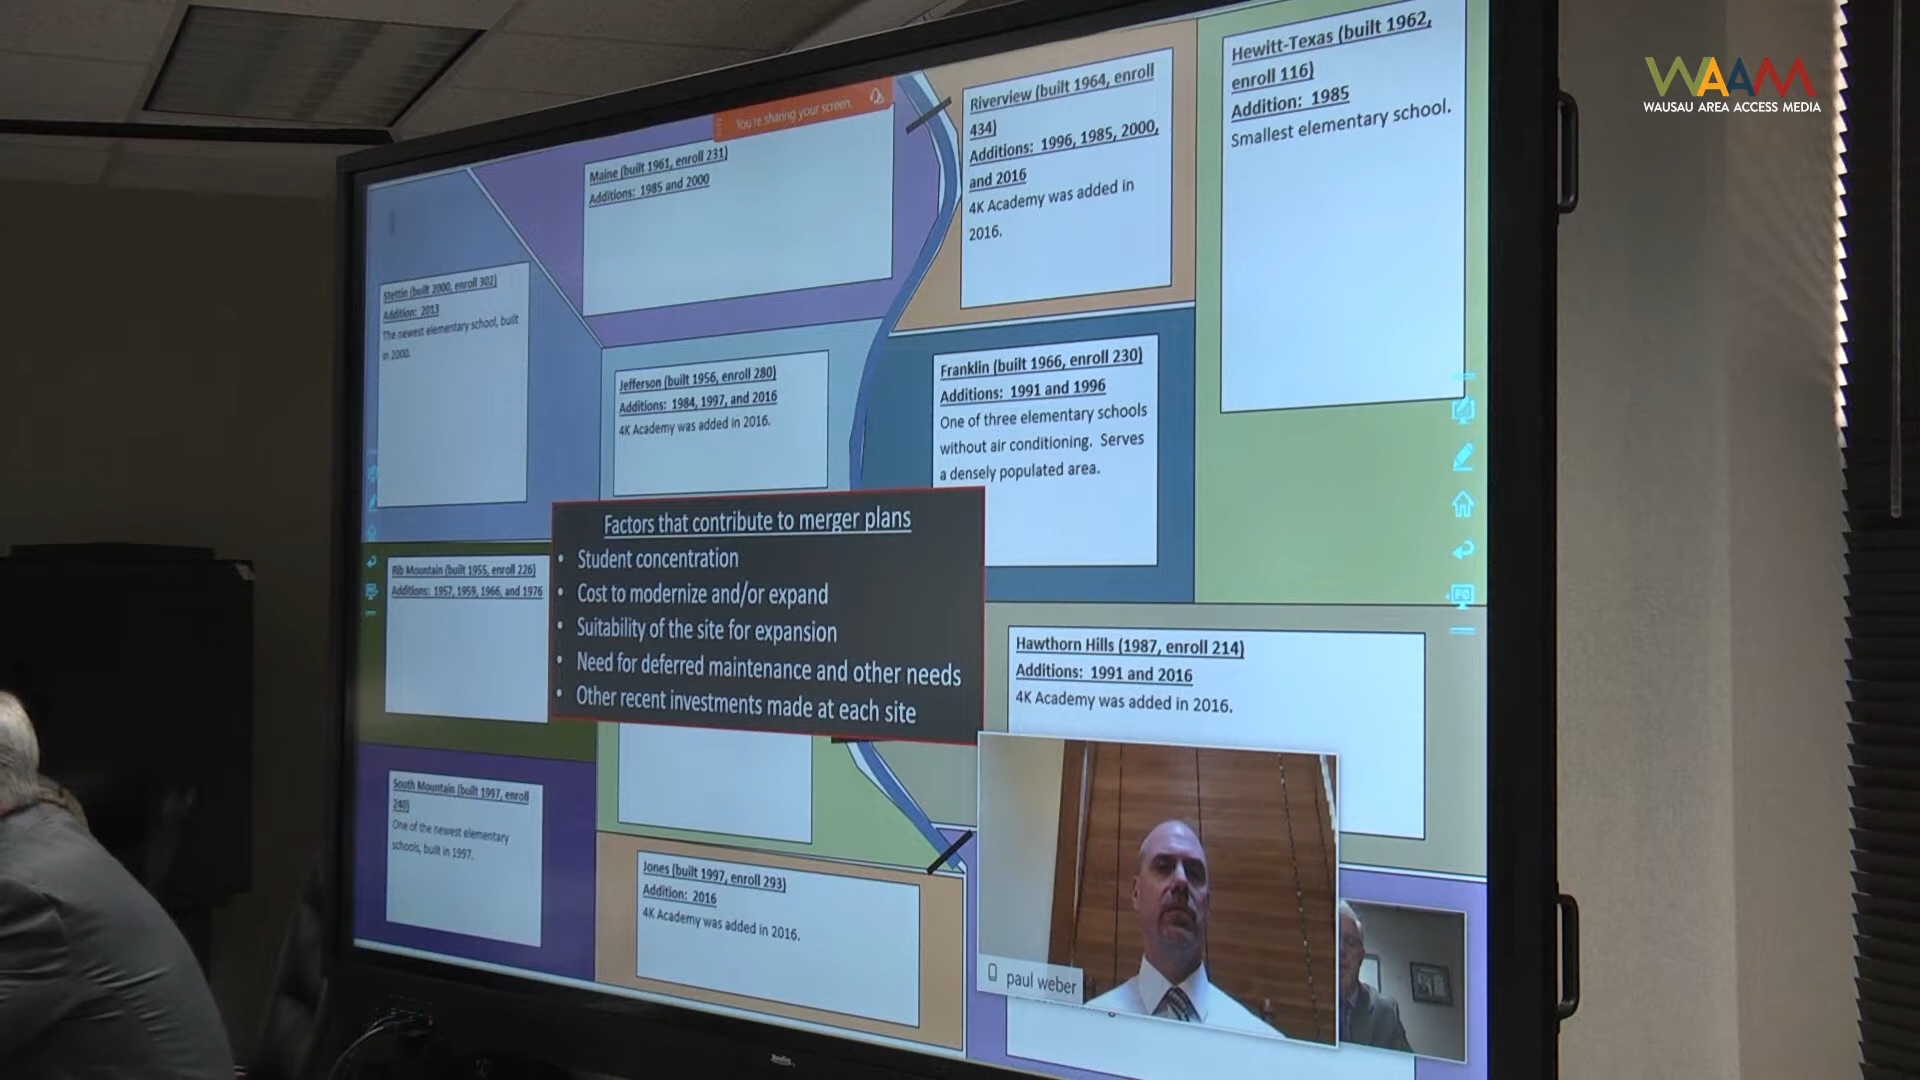 WAAM
WAUSAU AREA ACCESS MEDIA
You're sharing your screen.
Maine (built 1961, enroll 231)
Additions: 1985 and 2000
Riverview (built 1964, enroll
434)
Additions: 1996, 1985, 2000,
and 2016
4K Academy was added in
2016.
Hewitt-Texas (built 1962,
enroll 116)
Addition: 1985
Smallest elementary school.
Stettin (built 2000, enroll 302)
Addition: 2013
The newest elementary school, built
in 2000.
Jefferson (built 1956, enroll 280)
Additions: 1984, 1997, and 2016
4K Academy was added in 2016.
Franklin (built 1966, enroll 230)
Additions: 1991 and 1996
One of three elementary schools
without air conditioning. Serves
a densely populated area.
Factors that contribute to merger plans
• Student concentration
• Cost to modernize and/or expand
• Suitability of the site for expansion
• Need for deferred maintenance and other needs
• Other recent investments made at each site
Rib Mountain (built 1955, enroll 226)
Additions: 1957, 1959, 1966, and 1976
Hawthorn Hills (1987, enroll 214)
Additions: 1991 and 2016
4K Academy was added in 2016.
South Mountain (built 1997, enroll
240)
One of the newest elementary
schools, built in 1997.
Jones (built 1997, enroll 293)
Addition: 2016
4K Academy was added in 2016.
paul weber